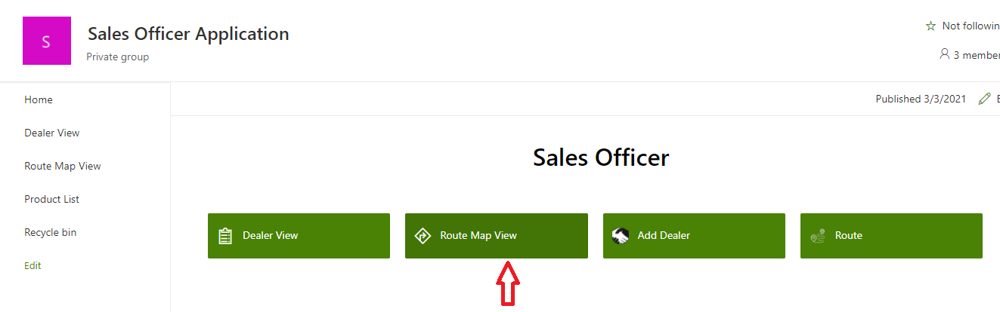 S
Sales Officer Application
Private group
Not followin
3 member
Home
Dealer View
Route Map View
Product List
Recycle bin
Edit
Published 3/3/2021
E
Sales Officer
Dealer View
Route Map View
Add Dealer
Route